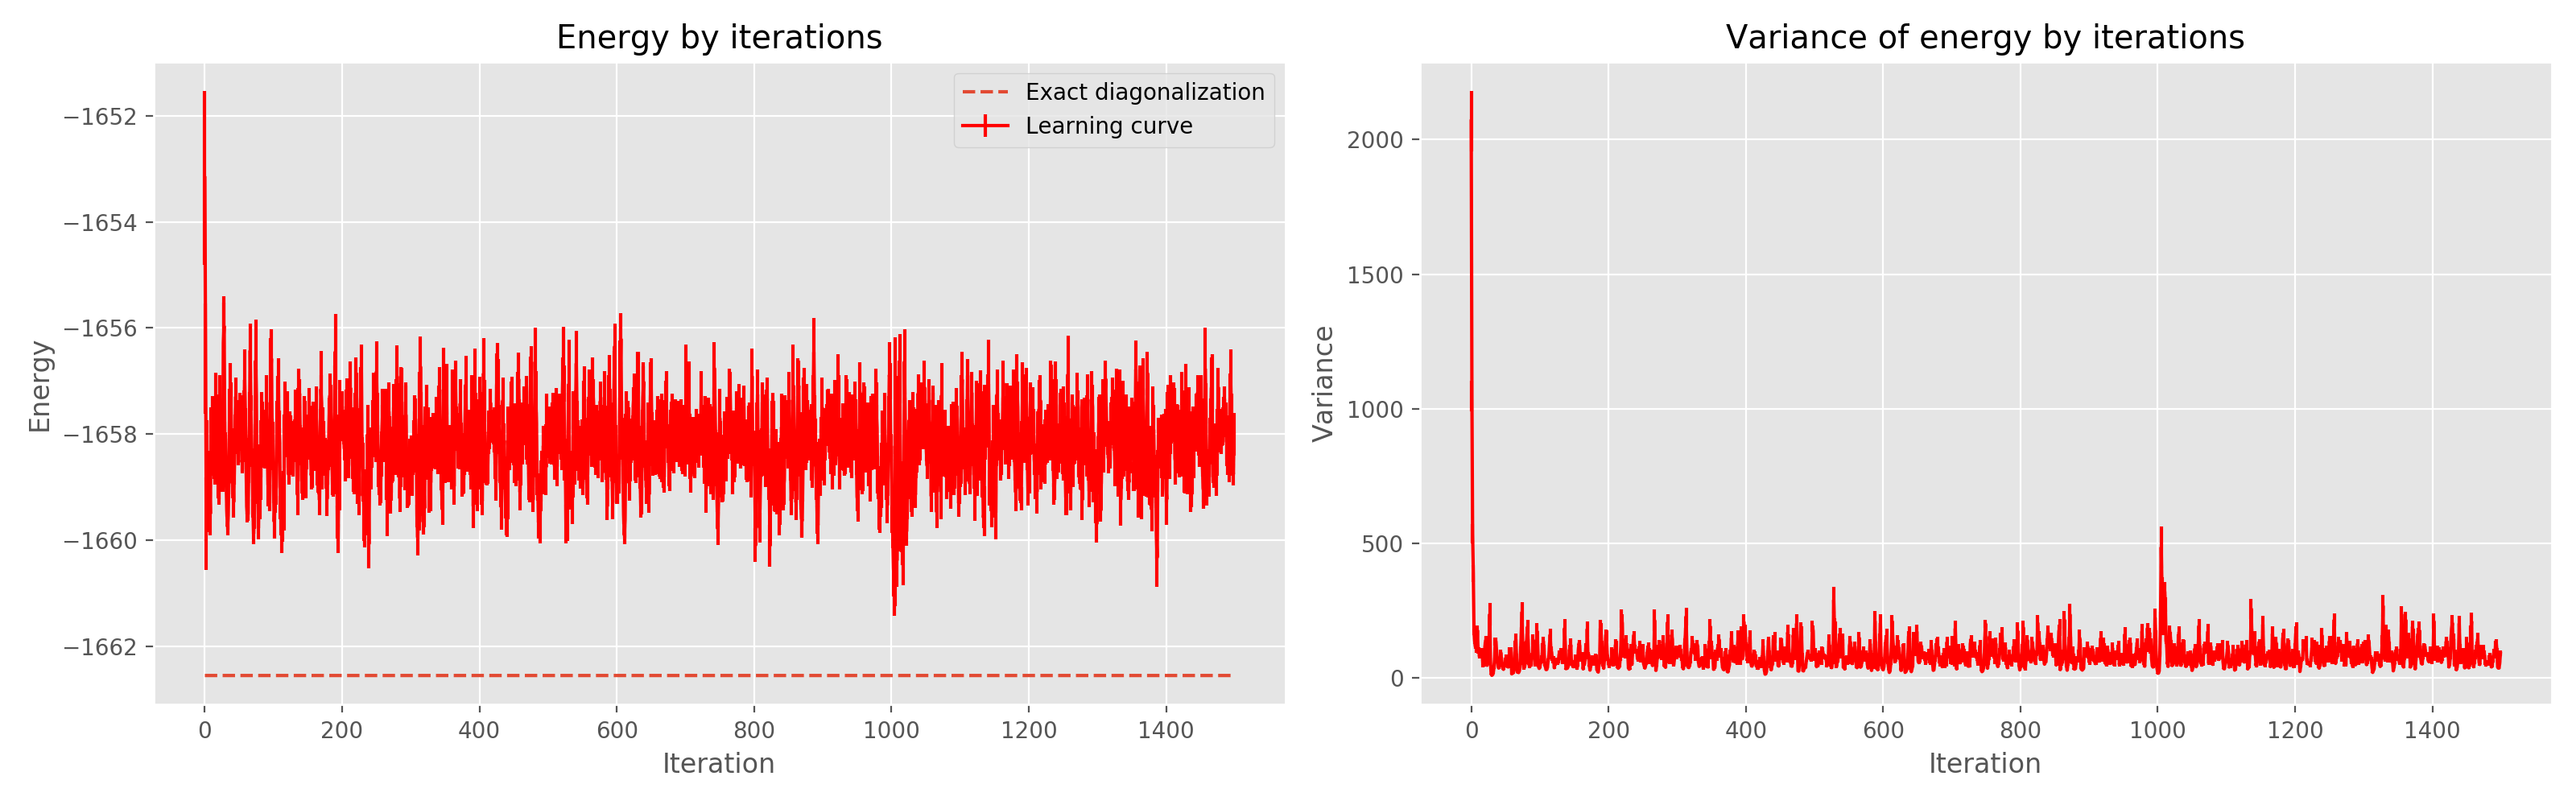 Energy by iterations
Exact diagonalization
Learning curve
−1652
−1654
−1656
−1658
−1660
−1662
Energy
0 200 400 600 800 1000 1200 1400
Iteration
Variance of energy by iterations
2000
1500
1000
500
0
Variance
0 200 400 600 800 1000 1200 1400
Iteration